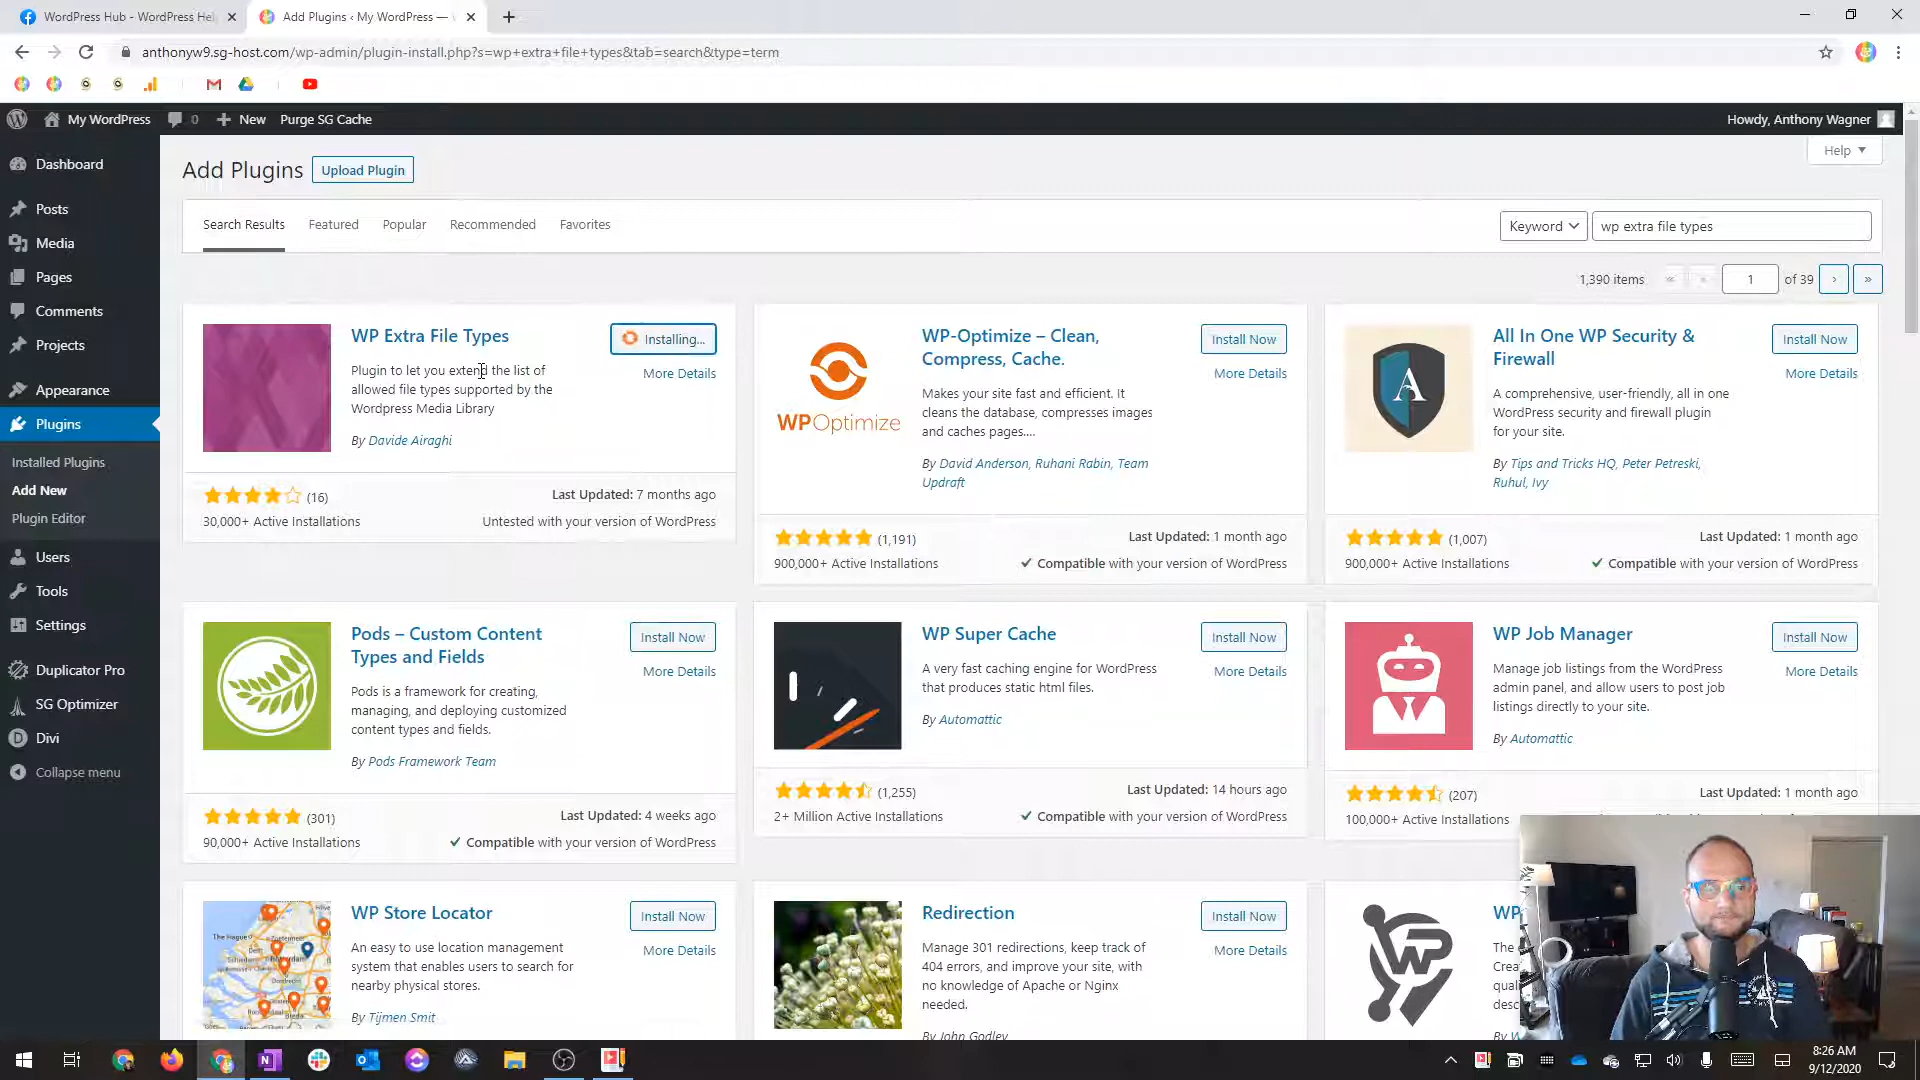 WordPress Hub - WordPress Hel
Add Plugins ‹ My WordPress —
anthonyw9.sg-host.com/wp-admin/plugin-install.php?s=wp+extra+file+types&tab=search&type=term
My WordPress 0 New Purge SG Cache Howdy, Anthony Wagner
Help
Add Plugins Upload Plugin
Search Results Featured Popular Recommended Favorites Keyword wp extra file types
1,390 items « ‹ 1 of 39 › »
Dashboard
Posts
Media
Pages
Comments
Projects
Appearance
Plugins
Installed Plugins
Add New
Plugin Editor
Users
Tools
Settings
Duplicator Pro
SG Optimizer
Divi
Collapse menu
WP Extra File Types
Installing...
More Details
Plugin to let you extend the list of
allowed file types supported by the
Wordpress Media Library
By Davide Airaghi
(16)
Last Updated: 7 months ago
30,000+ Active Installations
Untested with your version of WordPress
WPOptimize
WP-Optimize – Clean,
Compress, Cache.
Install Now
More Details
Makes your site fast and efficient. It
cleans the database, compresses images
and caches pages....
By David Anderson, Ruhani Rabin, Team
Updraft
(1,191)
Last Updated: 1 month ago
900,000+ Active Installations
Compatible with your version of WordPress
A
All In One WP Security &
Firewall
Install Now
More Details
A comprehensive, user-friendly, all in one
WordPress security and firewall plugin
for your site.
By Tips and Tricks HQ, Peter Petreski,
Ruhul, Ivy
(1,007)
Last Updated: 1 month ago
900,000+ Active Installations
Compatible with your version of WordPress
Pods – Custom Content
Types and Fields
Install Now
More Details
Pods is a framework for creating,
managing, and deploying customized
content types and fields.
By Pods Framework Team
(301)
Last Updated: 4 weeks ago
90,000+ Active Installations
Compatible with your version of WordPress
WP Super Cache
Install Now
More Details
A very fast caching engine for WordPress
that produces static html files.
By Automattic
(1,255)
Last Updated: 14 hours ago
2+ Million Active Installations
Compatible with your version of WordPress
WP Job Manager
Install Now
More Details
Manage job listings from the WordPress
admin panel, and allow users to post job
listings directly to your site.
By Automattic
(207)
Last Updated: 1 month ago
100,000+ Active Installations
WP Store Locator
Install Now
More Details
An easy to use location management
system that enables users to search for
nearby physical stores.
By Tijmen Smit
Redirection
Install Now
More Details
Manage 301 redirections, keep track of
404 errors, and improve your site, with
no knowledge of Apache or Nginx
needed.
By John Godley
WP
WP
The
Crea
qual
desc
By W
8:26 AM
9/12/2020